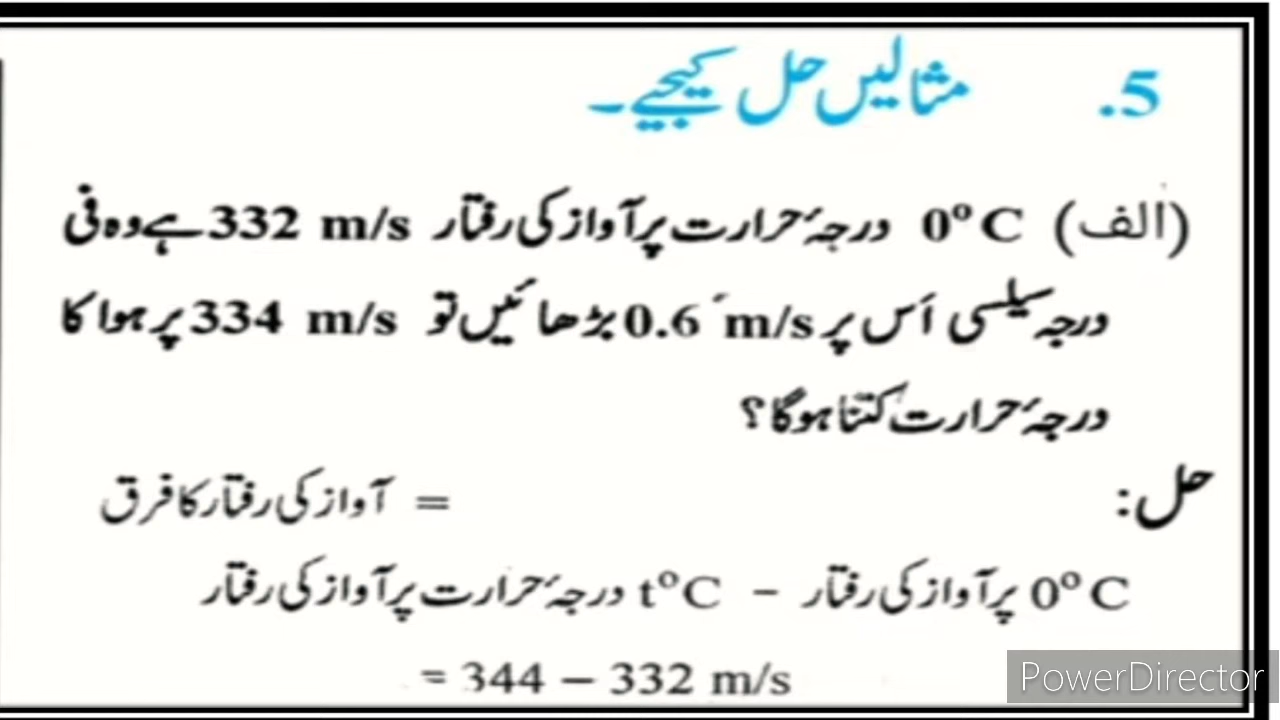 5. مثالیں حل کیجیے۔
(الف) 0°C درجۂ حرارت پر آواز کی رفتار 332 m/s ہے وہ فی
درجہ سیلسی اَس پر 0.6 m/s بڑھائیں تو 334 m/s پر ہوا کا
درجۂ حرارت کتنا ہوگا؟
حل:
= آواز کی رفتار کا فرق
0°C پر آواز کی رفتار - t°C درجۂ حرارت پر آواز کی رفتار
= 344 – 332 m/s
PowerDirector